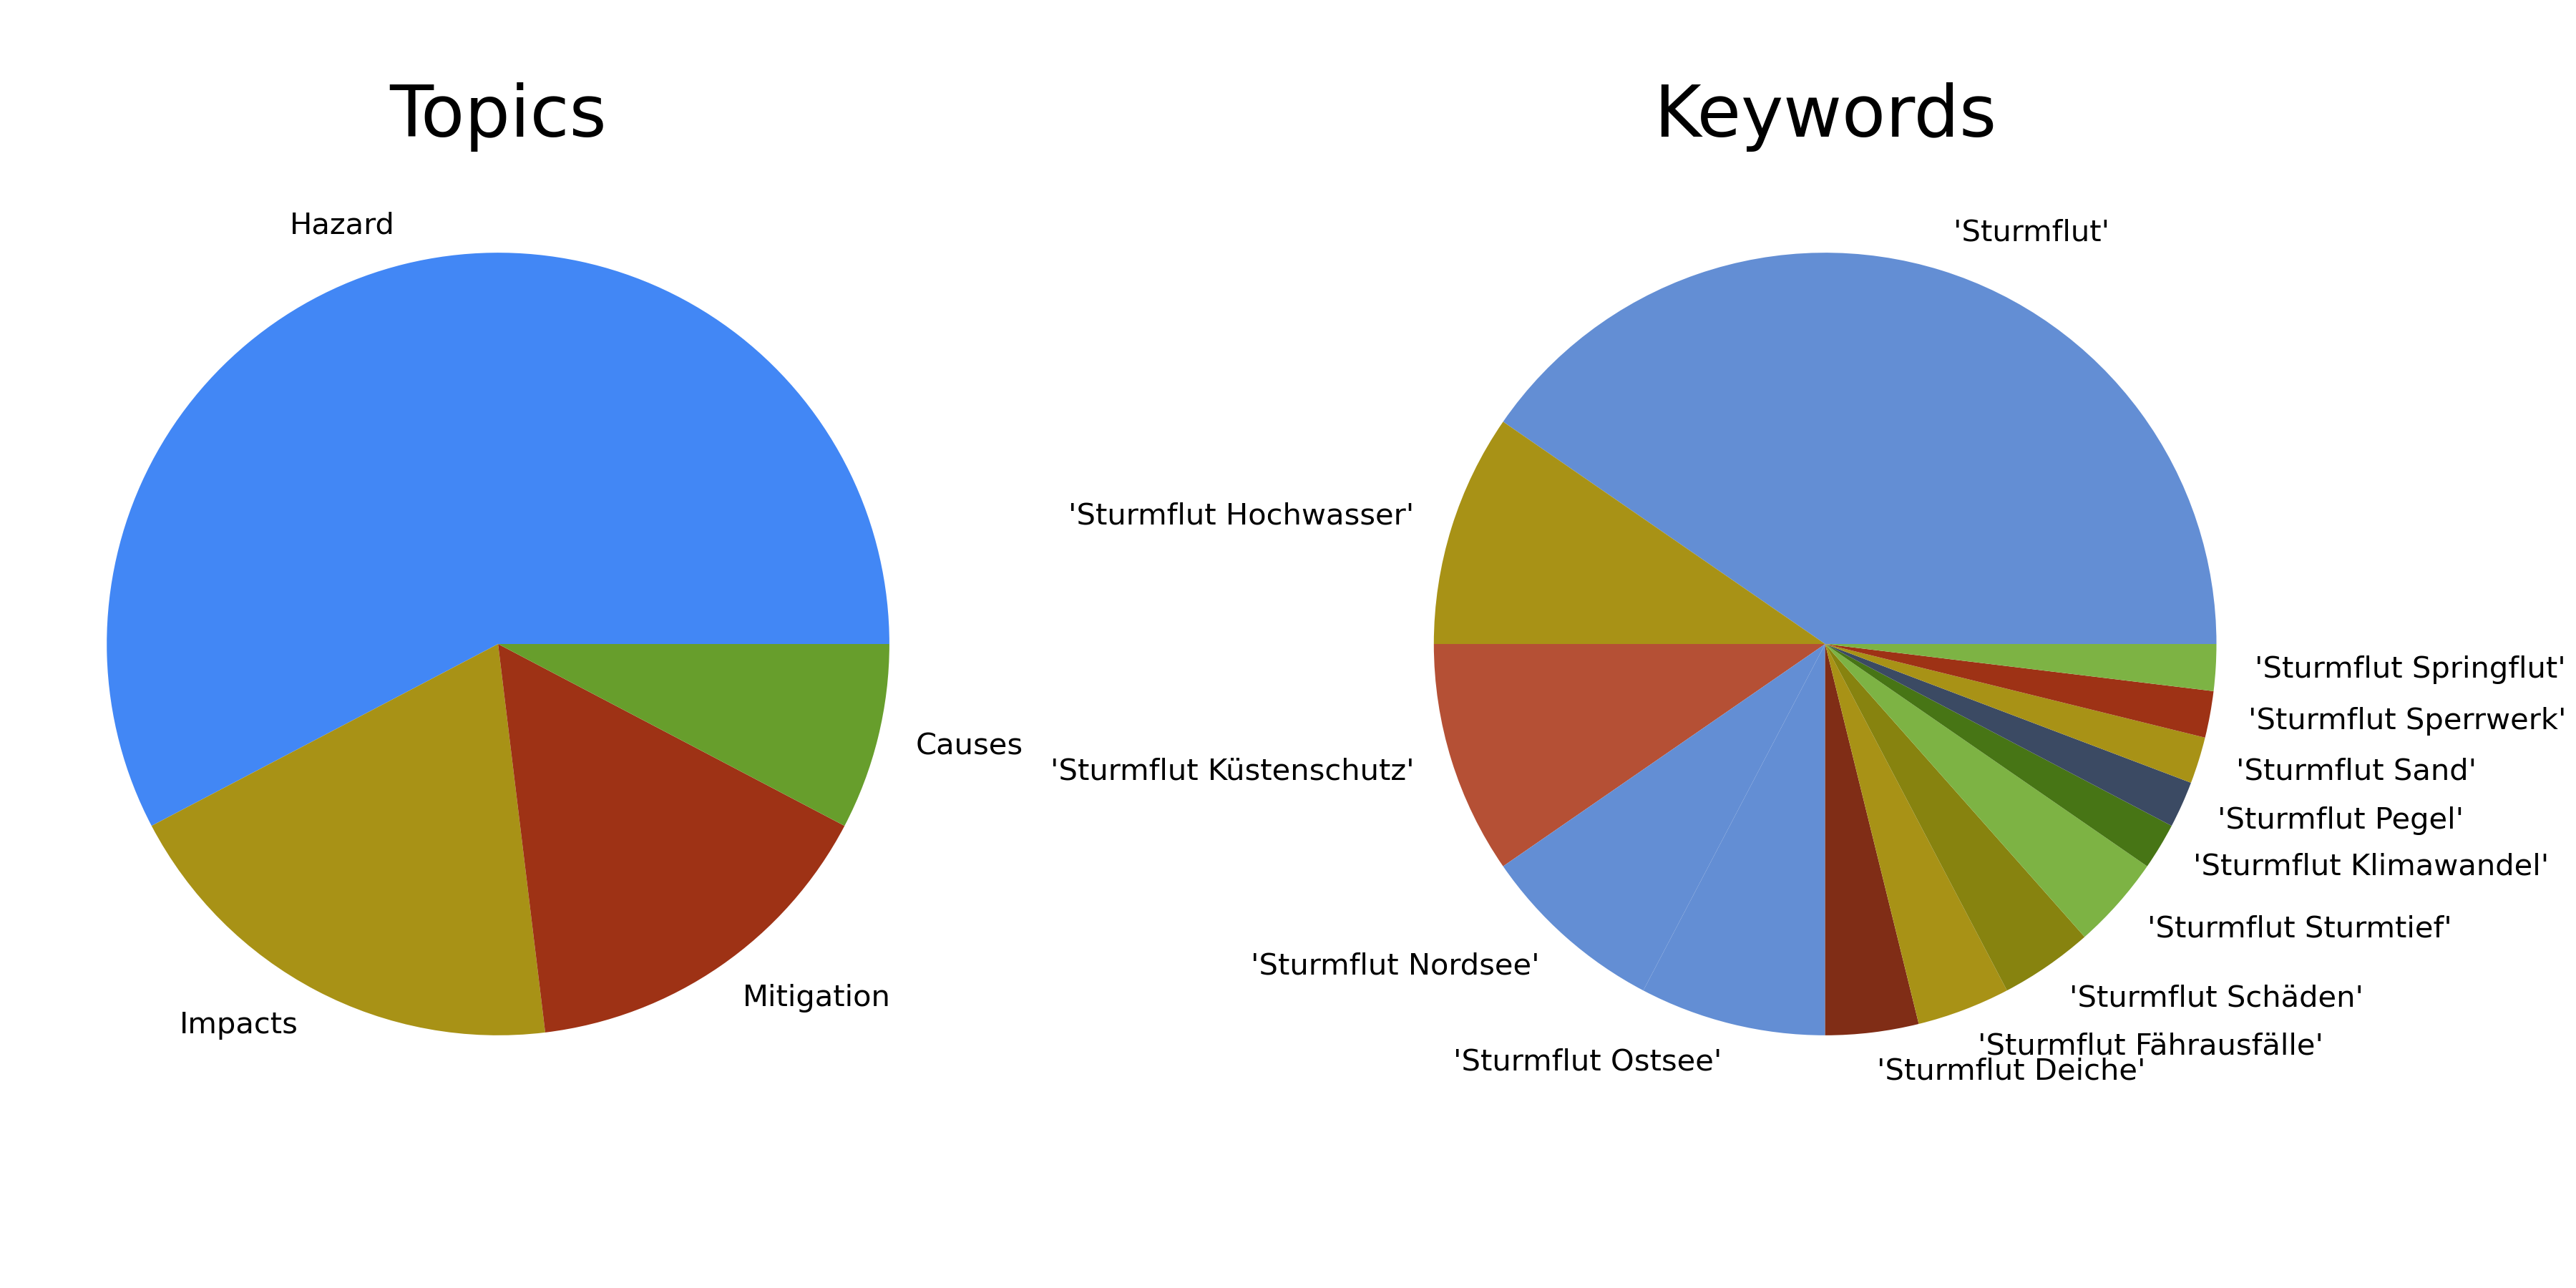 Topics
Hazard
Causes
Mitigation
Impacts
Keywords
'Sturmflut'
'Sturmflut Hochwasser'
'Sturmflut Küstenschutz'
'Sturmflut Nordsee'
'Sturmflut Ostsee'
'Sturmflut Deiche'
'Sturmflut Fährausfälle'
'Sturmflut Schäden'
'Sturmflut Sturmtief'
'Sturmflut Klimawandel'
'Sturmflut Pegel'
'Sturmflut Sand'
'Sturmflut Sperrwerk'
'Sturmflut Springflut'